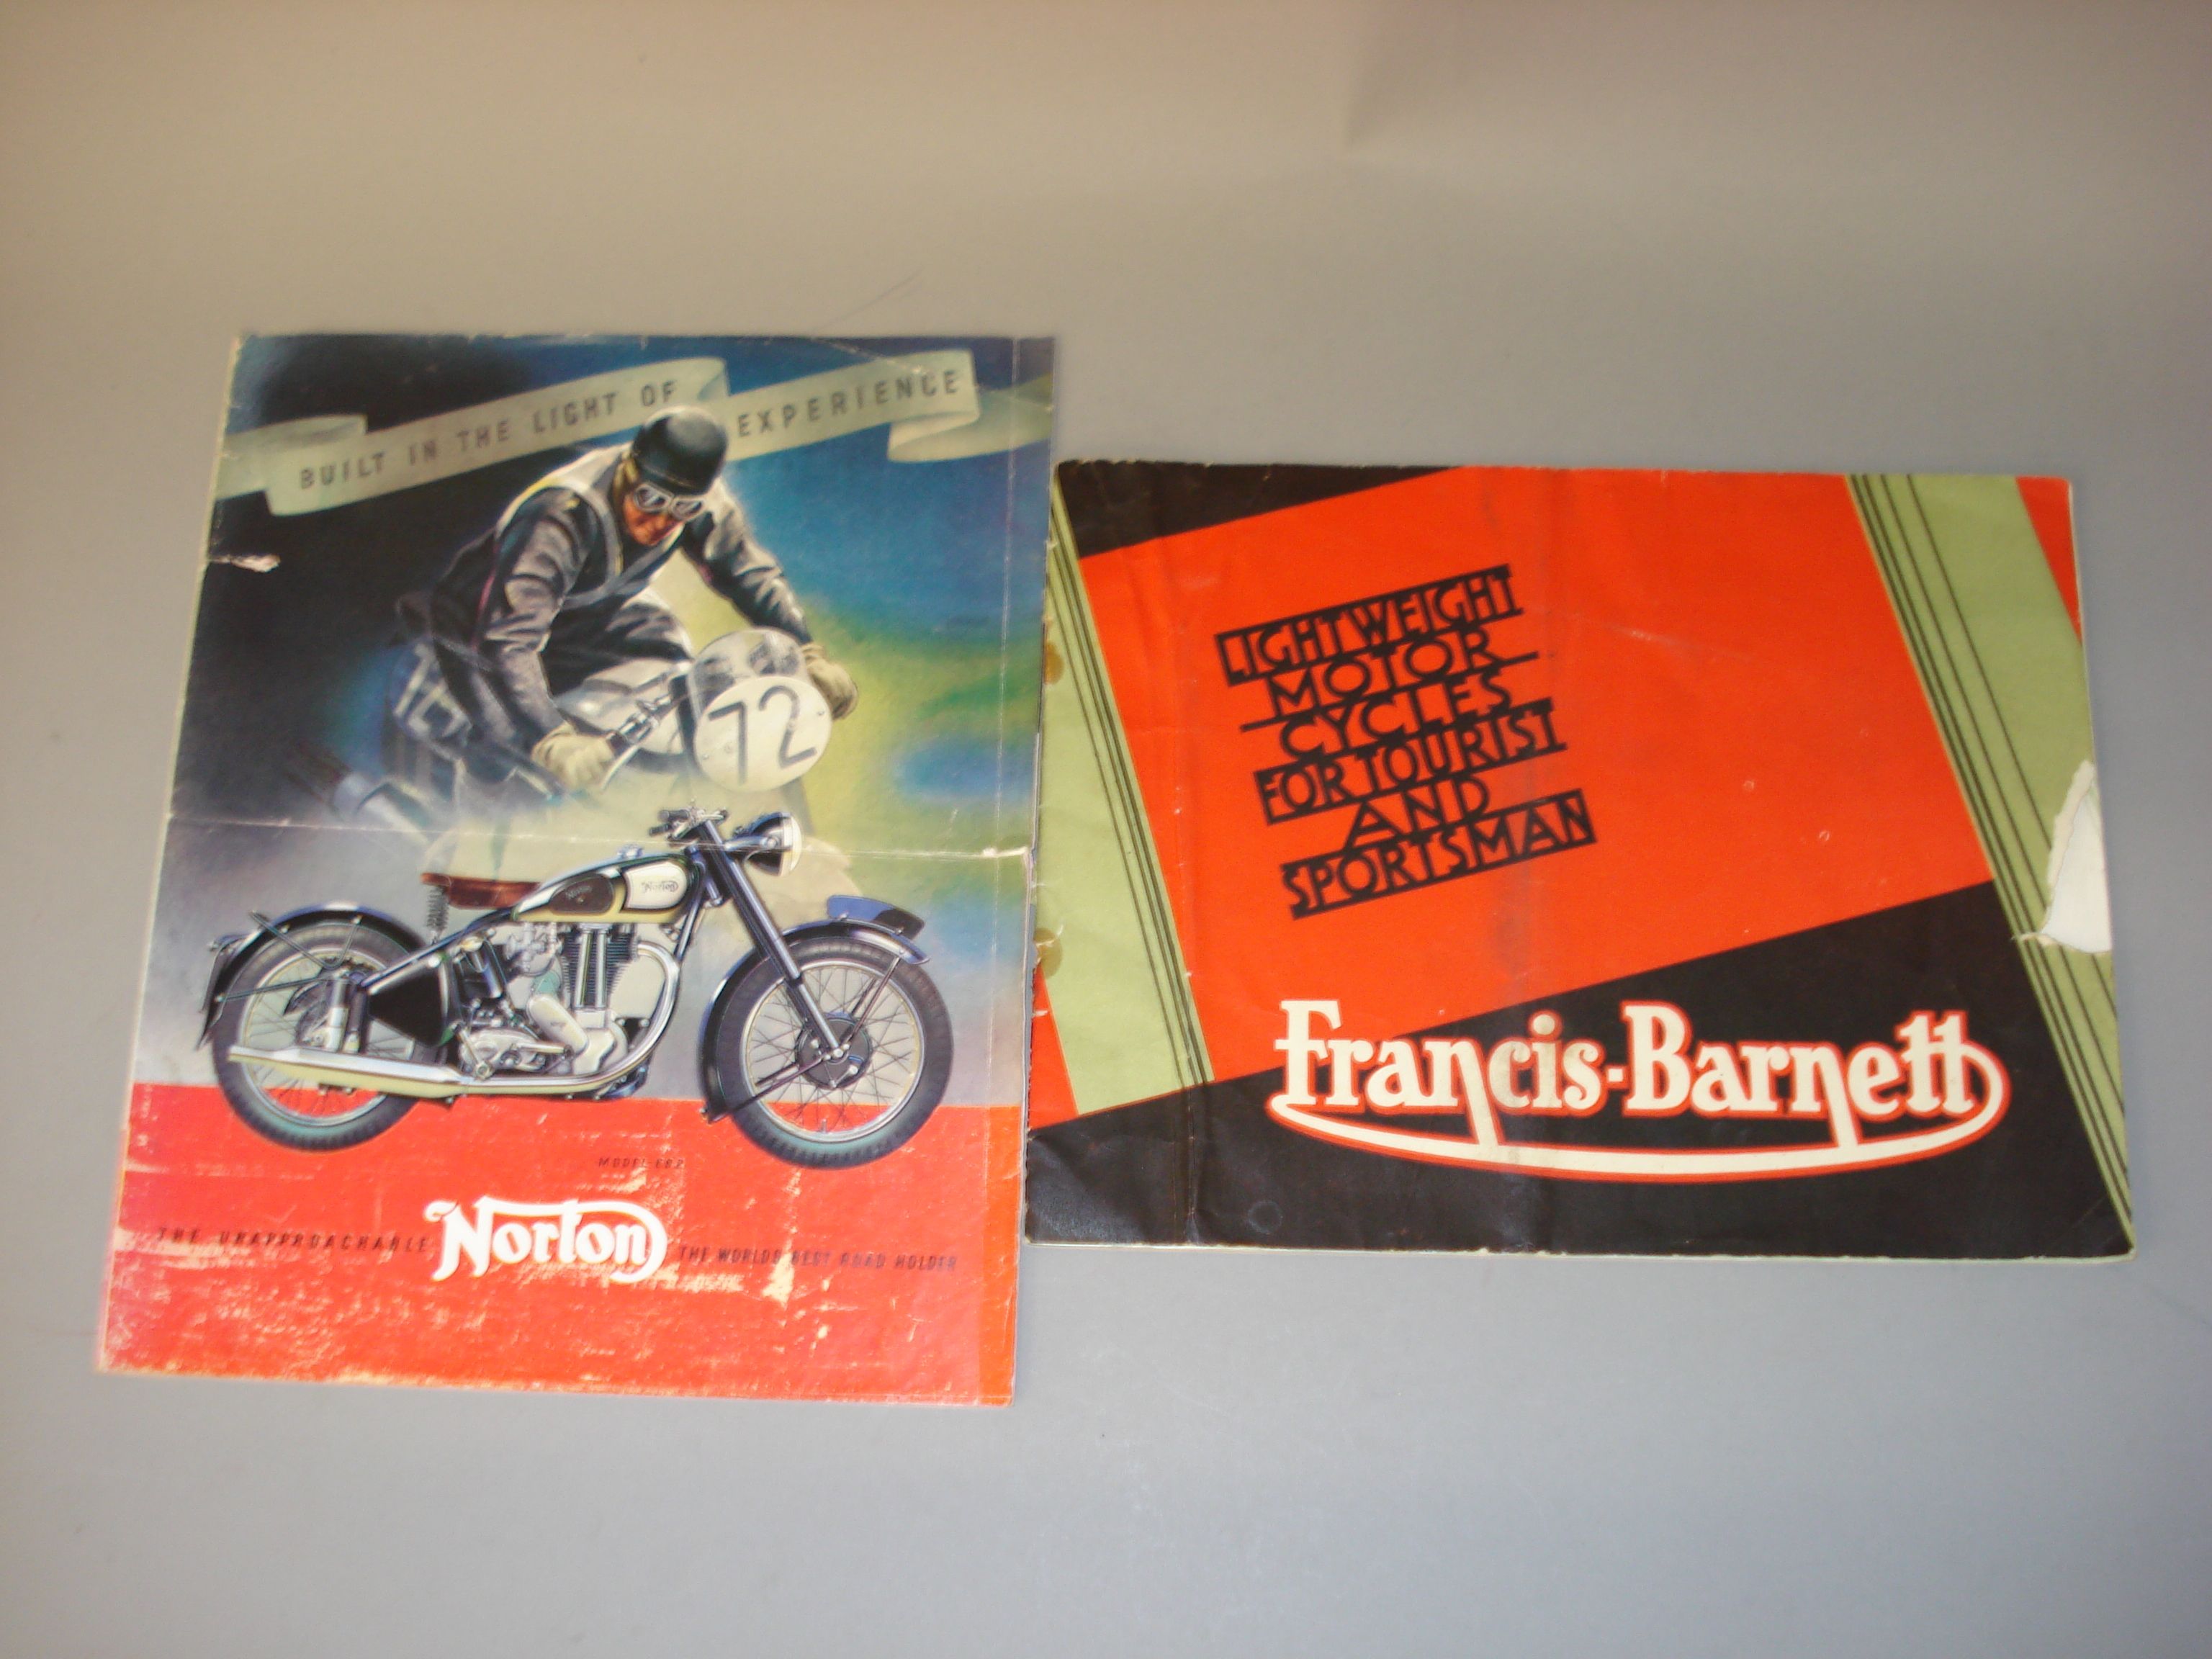 BUILT IN THE LIGHT OF EXPERIENCE
72
Norton
MODEL ES2
THE UNAPPROACHABLE Norton THE WORLDS BEST ROAD HOLDER
LIGHTWEIGHT
MOTOR
CYCLES
FOR TOURIST
AND
SPORTSMAN
Francis-Barnett